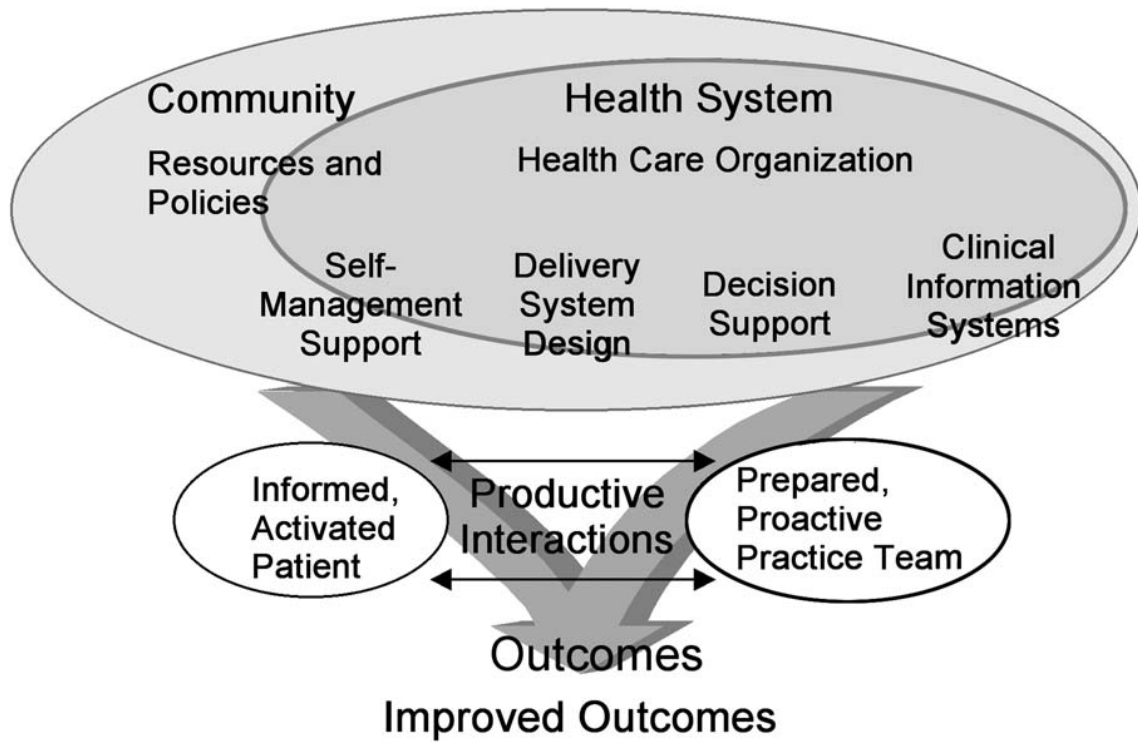 Community
Health System
Resources and
Policies
Health Care Organization
Self-
Management
Support
Delivery
System
Design
Decision
Support
Clinical
Information
Systems
Informed,
Activated
Patient
Productive
Interactions
Prepared,
Proactive
Practice Team
Outcomes
Improved Outcomes